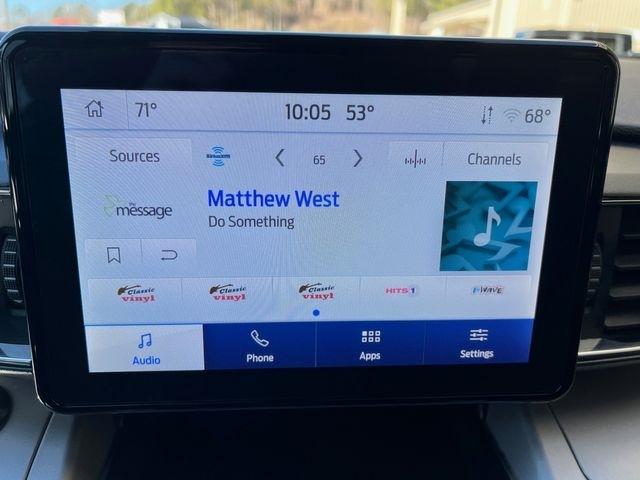 71°
10:05 53°
68°
Sources
SiriusXM
65
Channels
the message
Matthew West
Do Something
Classic vinyl
Classic vinyl
Classic vinyl
HITS 1
1stWAVE
Audio
Phone
Apps
Settings